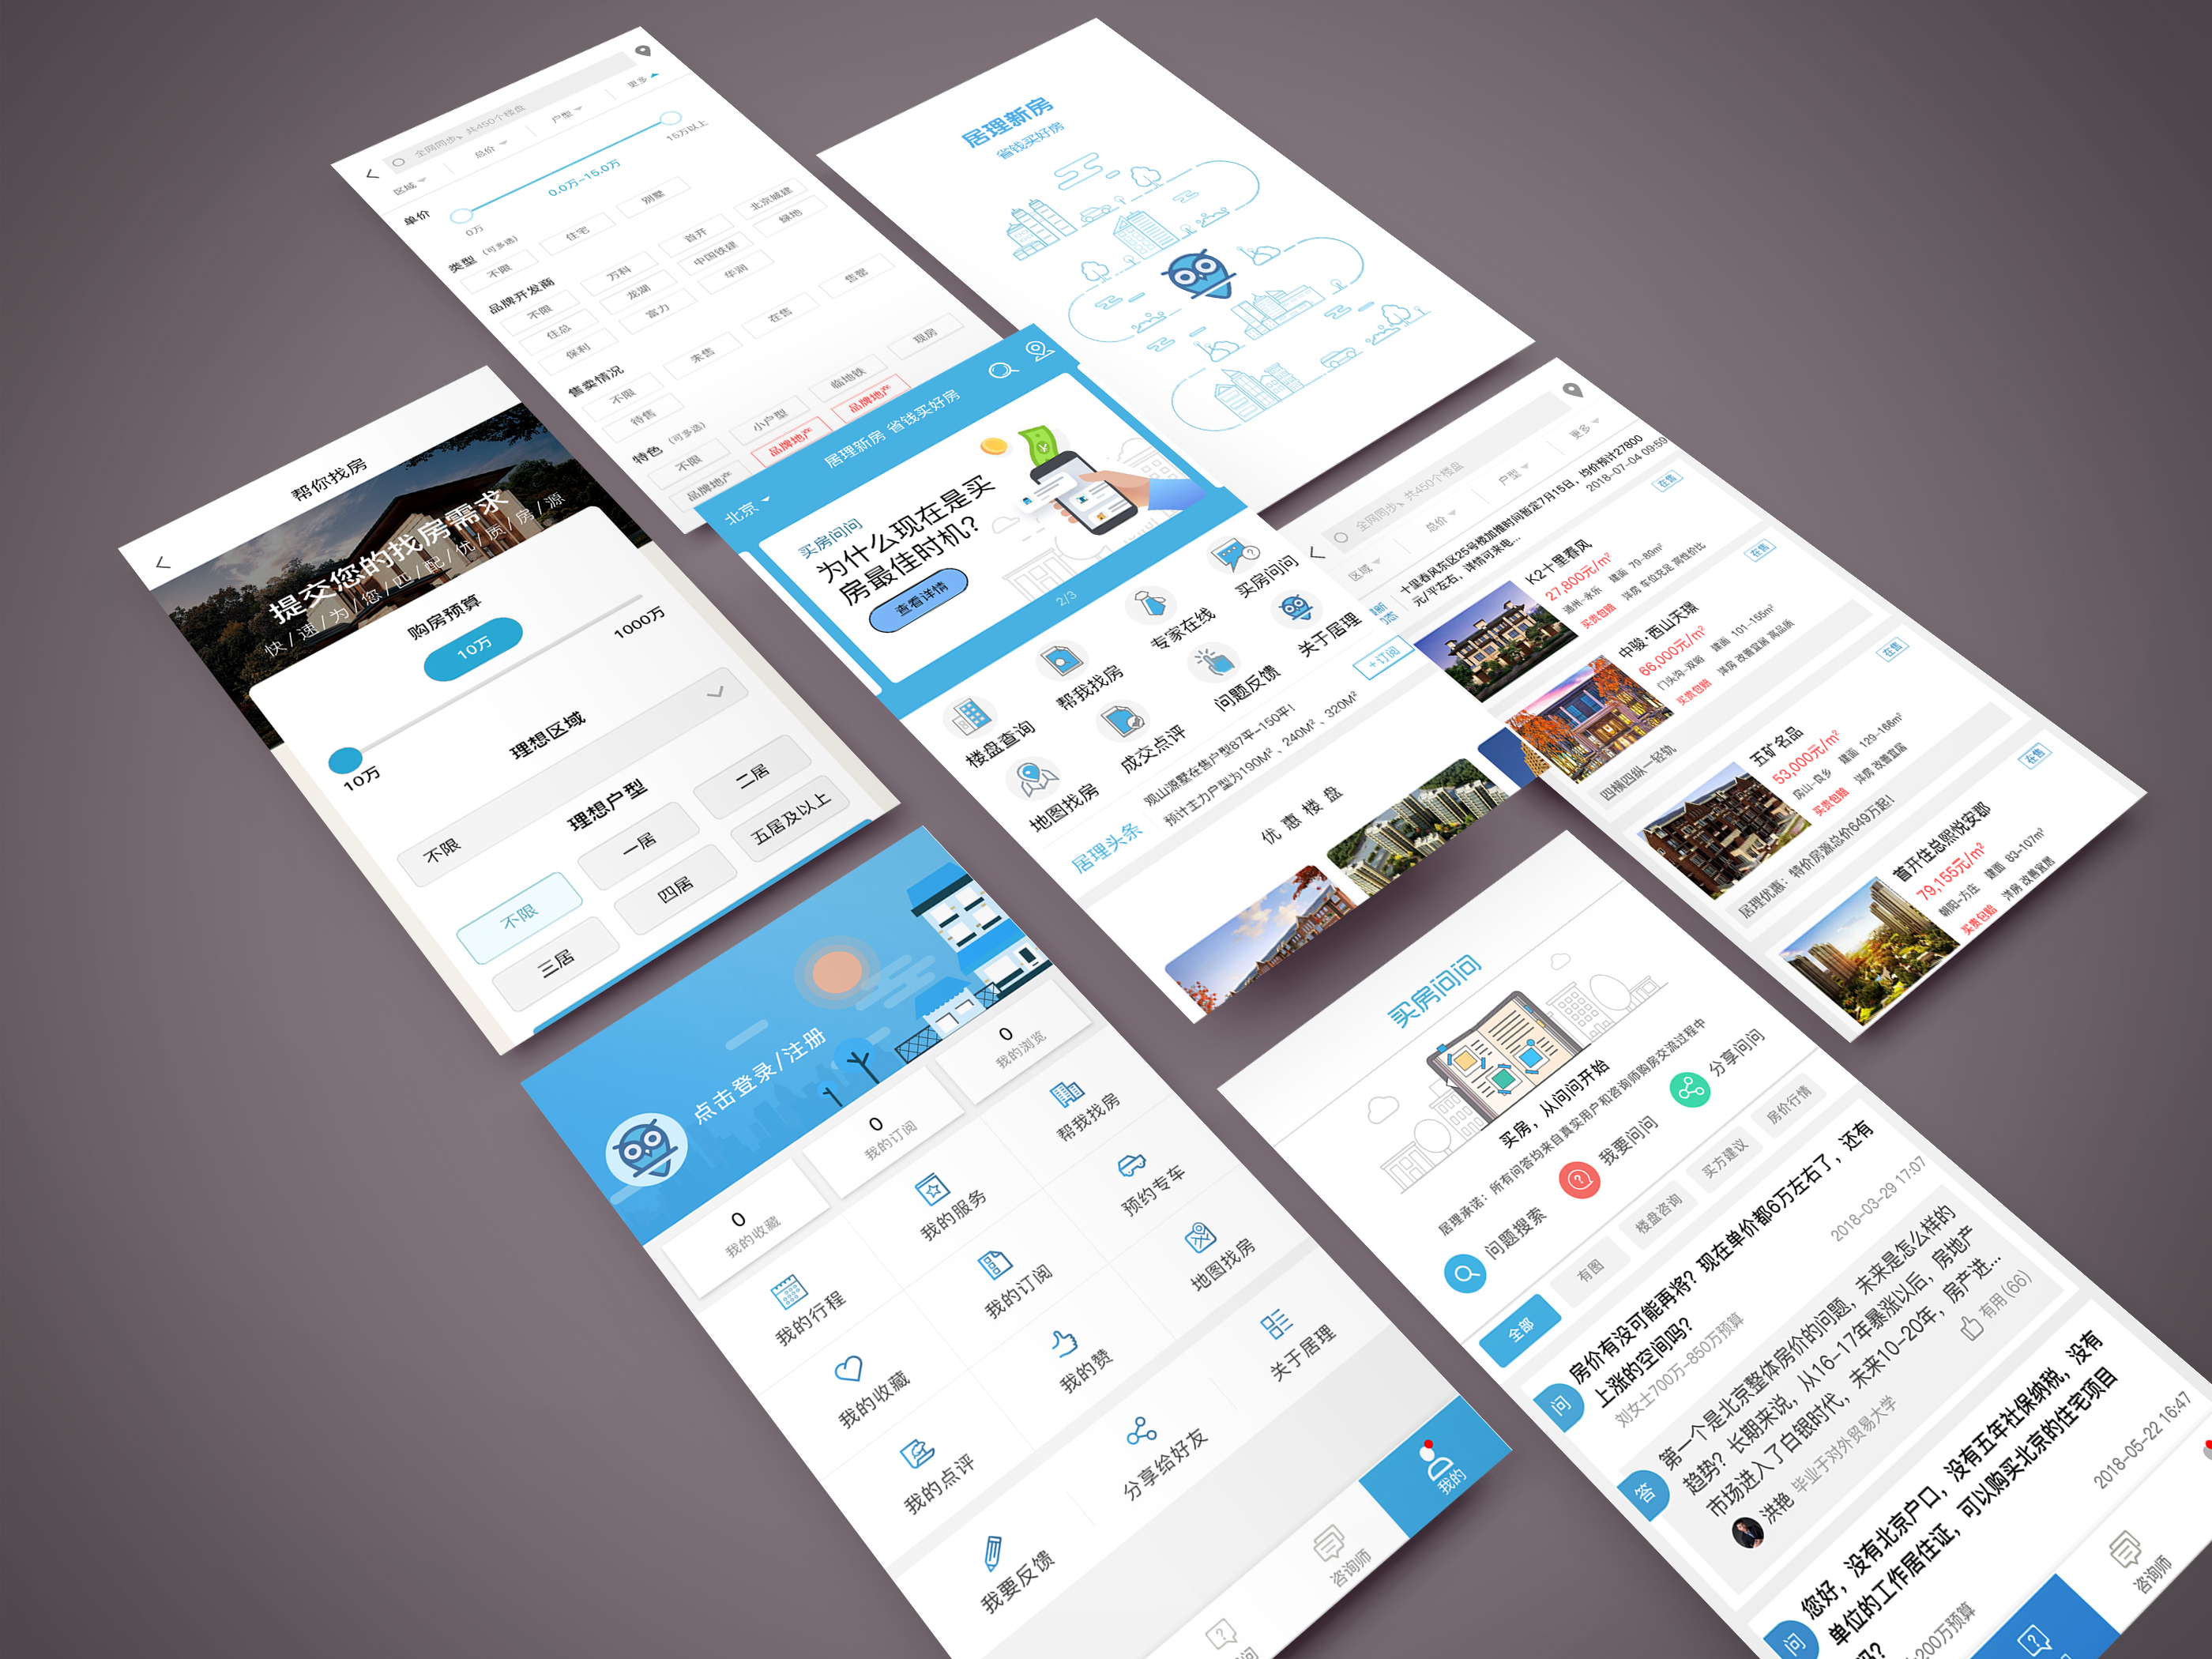 全网同步，共450个楼盘
区域
总价
户型
更多
单价
0万
0.0万-15.0万
15万以上
类型 (可多选)
不限
住宅
别墅
品牌开发商
不限
万科
首开
北京城建
住总
龙湖
中国铁建
绿地
保利
富力
华润
售卖情况
不限
未售
在售
售罄
待售
特色 (可多选)
不限
小户型
临地铁
现房
品牌地产
品牌地产
品牌地产
居理新房
省钱买好房
帮你找房
提交您的找房需求
快/速/为/您/匹/配/优/质/房/源
购房预算
10万
10万
1000万
理想区域
不限
理想户型
不限
一居
二居
三居
四居
五居及以上
北京
居理新房 省钱买好房
买房问问
为什么现在是买
房最佳时机?
查看详情
2/3
楼盘查询
帮我找房
专家在线
买房问问
地图找房
成交点评
问题反馈
关于居理
居理头条
观山源墅在售户型87平-150平!
预计主力户型为190M²、240M²、320M²
优惠楼盘
全网同步，共450个楼盘
区域
总价
户型
更多
十里春风东区25号楼加推时间暂定7月15日，均价预计27800
元/平左右，详情可来电...
2018-07-04 09:59
+订阅
K2十里春风
在售
27,800元/m²
通州-永乐 建面 79-89m²
买贵包赔 洋房 车位充足 高性价比
中骏·西山天璟
在售
66,000元/m²
门头沟-双峪 建面 101-155m²
买贵包赔 洋房 改善宜居 高品质
四横四纵一轻轨
五矿名品
在售
53,000元/m²
房山-良乡 建面 129-166m²
买贵包赔 洋房 改善宜居
居理优惠：特价房源总价649万起!
首开住总熙悦安郡
在售
79,155元/m²
朝阳-方庄 建面 83-107m²
买贵包赔 洋房 改善宜居
点击登录/注册
0
我的收藏
0
我的订阅
0
我的浏览
我的行程
我的服务
帮我找房
我的收藏
我的订阅
预约专车
我的点评
我的赞
地图找房
我要反馈
分享给好友
关于居理
问
咨询师
我的
买房问问
买房，从问问开始
居理承诺：所有问答均来自真实用户和咨询师购房交流过程中
问题搜索
我要问问
分享问问
全部
有图
楼盘咨询
买方建议
房价行情
问
房价有没可能再将? 现在单价都6万左右了，还有
上涨的空间吗?
刘女士700万-850万预算
2018-03-29 17:07
答
第一个是北京整体房价的问题，未来是怎么样的
趋势? 长期来说，从16-17年暴涨以后，房地产
市场进入了白银时代，未来10-20年，房产进...
洪艳 毕业于对外贸易大学
有用 (66)
问
您好，没有北京户口，没有五年社保纳税，没有
单位的工作居住证，可以购买北京的住宅项目
吗?
-200万预算
2018-05-22 16:47
咨询师